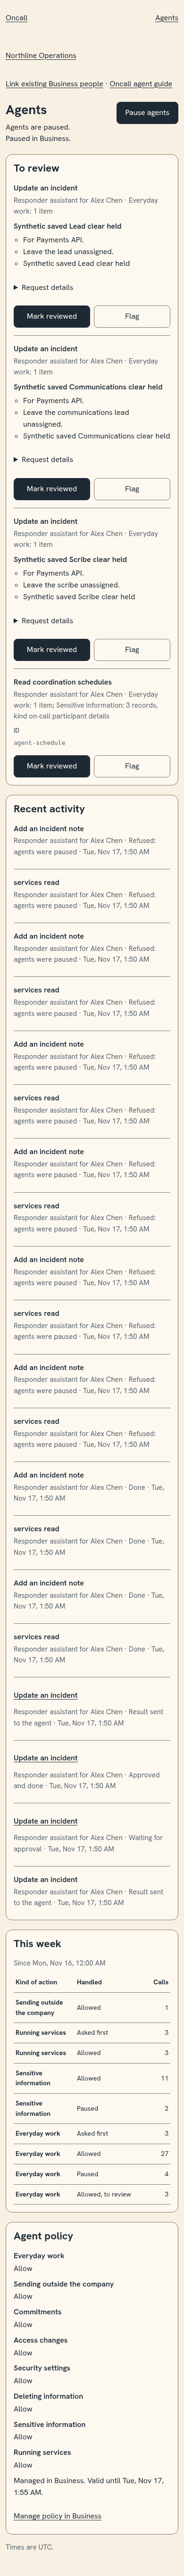 Oncall
Agents
Northline Operations
Link existing Business people · Oncall agent guide
Agents
Pause agents
Agents are paused.
Paused in Business.
To review
Update an incident
Responder assistant for Alex Chen · Everyday
work: 1 item
Synthetic saved Lead clear held
For Payments API.
Leave the lead unassigned.
Synthetic saved Lead clear held
Request details
Mark reviewed
Flag
Update an incident
Responder assistant for Alex Chen · Everyday
work: 1 item
Synthetic saved Communications clear held
For Payments API.
Leave the communications lead
unassigned.
Synthetic saved Communications clear held
Request details
Mark reviewed
Flag
Update an incident
Responder assistant for Alex Chen · Everyday
work: 1 item
Synthetic saved Scribe clear held
For Payments API.
Leave the scribe unassigned.
Synthetic saved Scribe clear held
Request details
Mark reviewed
Flag
Read coordination schedules
Responder assistant for Alex Chen · Everyday
work: 1 item; Sensitive information: 3 records,
kind on-call participant details
ID
agent-schedule
Mark reviewed
Flag
Recent activity
Add an incident note
Responder assistant for Alex Chen · Refused:
agents were paused · Tue, Nov 17, 1:50 AM
services read
Responder assistant for Alex Chen · Refused:
agents were paused · Tue, Nov 17, 1:50 AM
Add an incident note
Responder assistant for Alex Chen · Refused:
agents were paused · Tue, Nov 17, 1:50 AM
services read
Responder assistant for Alex Chen · Refused:
agents were paused · Tue, Nov 17, 1:50 AM
Add an incident note
Responder assistant for Alex Chen · Refused:
agents were paused · Tue, Nov 17, 1:50 AM
services read
Responder assistant for Alex Chen · Refused:
agents were paused · Tue, Nov 17, 1:50 AM
Add an incident note
Responder assistant for Alex Chen · Refused:
agents were paused · Tue, Nov 17, 1:50 AM
services read
Responder assistant for Alex Chen · Refused:
agents were paused · Tue, Nov 17, 1:50 AM
Add an incident note
Responder assistant for Alex Chen · Refused:
agents were paused · Tue, Nov 17, 1:50 AM
services read
Responder assistant for Alex Chen · Refused:
agents were paused · Tue, Nov 17, 1:50 AM
Add an incident note
Responder assistant for Alex Chen · Refused:
agents were paused · Tue, Nov 17, 1:50 AM
services read
Responder assistant for Alex Chen · Refused:
agents were paused · Tue, Nov 17, 1:50 AM
Add an incident note
Responder assistant for Alex Chen · Done · Tue,
Nov 17, 1:50 AM
services read
Responder assistant for Alex Chen · Done · Tue,
Nov 17, 1:50 AM
Add an incident note
Responder assistant for Alex Chen · Done · Tue,
Nov 17, 1:50 AM
services read
Responder assistant for Alex Chen · Done · Tue,
Nov 17, 1:50 AM
Update an incident
Responder assistant for Alex Chen · Result sent
to the agent · Tue, Nov 17, 1:50 AM
Update an incident
Responder assistant for Alex Chen · Approved
and done · Tue, Nov 17, 1:50 AM
Update an incident
Responder assistant for Alex Chen · Waiting for
approval · Tue, Nov 17, 1:50 AM
Update an incident
Responder assistant for Alex Chen · Result sent
to the agent · Tue, Nov 17, 1:50 AM
This week
Since Mon, Nov 16, 12:00 AM
Kind of action Handled Calls
Sending outside
the company Allowed 1
Running services Asked first 3
Running services Allowed 3
Sensitive
information Allowed 11
Sensitive
information Paused 2
Everyday work Asked first 3
Everyday work Allowed 27
Everyday work Paused 4
Everyday work Allowed, to review 3
Agent policy
Everyday work
Allow
Sending outside the company
Allow
Commitments
Allow
Access changes
Allow
Security settings
Allow
Deleting information
Allow
Sensitive information
Allow
Running services
Allow
Managed in Business. Valid until Tue, Nov 17,
1:55 AM.
Manage policy in Business
Times are UTC.